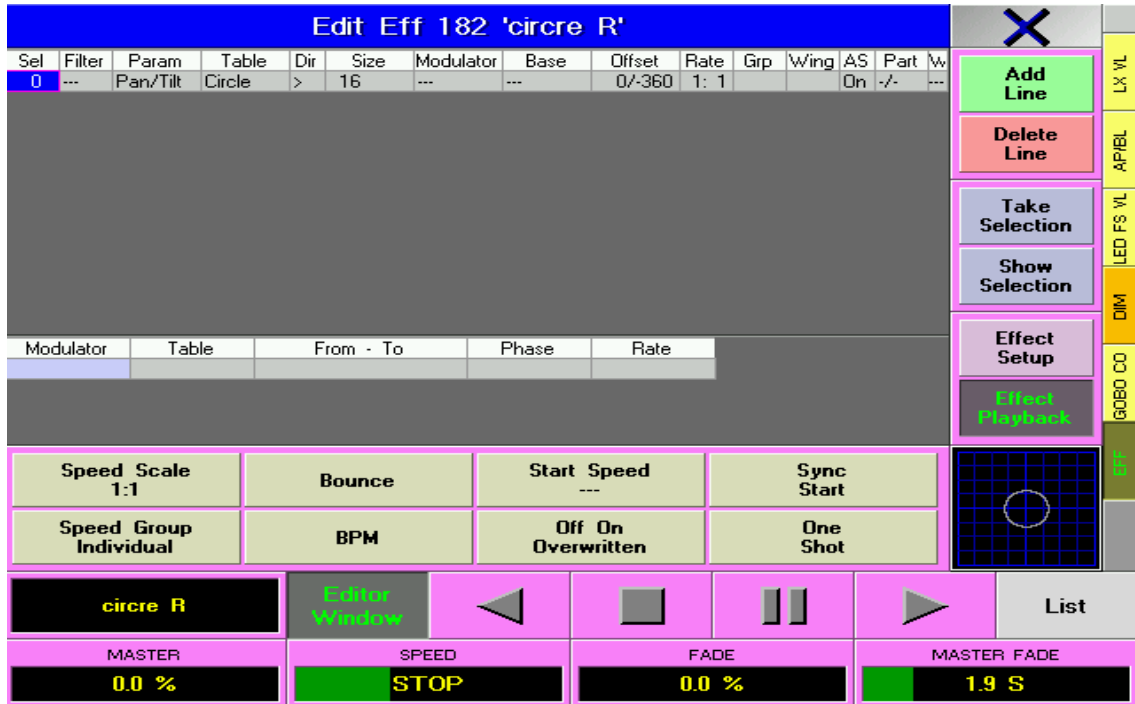 Edit Eff 182 'circre R'
Sel Filter Param Table Dir Size Modulator Base Offset Rate Grp Wing AS Part W
0 --- Pan/Tilt Circle > 16 --- --- 0/-360 1: 1 On -/- ---
Add
Line
Delete
Line
Take
Selection
Show
Selection
Effect
Setup
Effect
Playback
LX VL
AP/BL
LED FS VL
DIM
GOBO CO
EFF
Modulator Table From - To Phase Rate
Speed Scale
1:1
Bounce
Start Speed
---
Sync
Start
Speed Group
Individual
BPM
Off On
Overwritten
One
Shot
circre R
Editor
Window
List
MASTER
0.0 %
SPEED
STOP
FADE
0.0 %
MASTER FADE
1.9 S